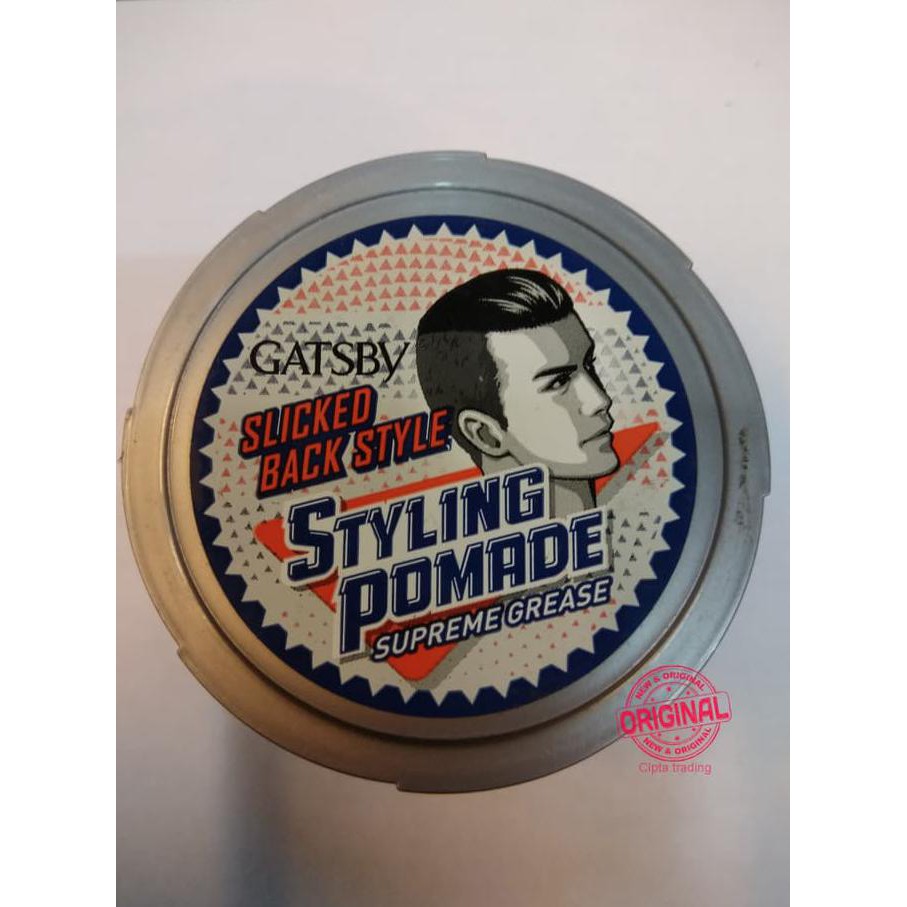 GATSBY
SLICKED
BACK STYLE
STYLING
POMADE
SUPREME GREASE
NEW & ORIGINAL
ORIGINAL
NEW & ORIGINAL
Cipta trading